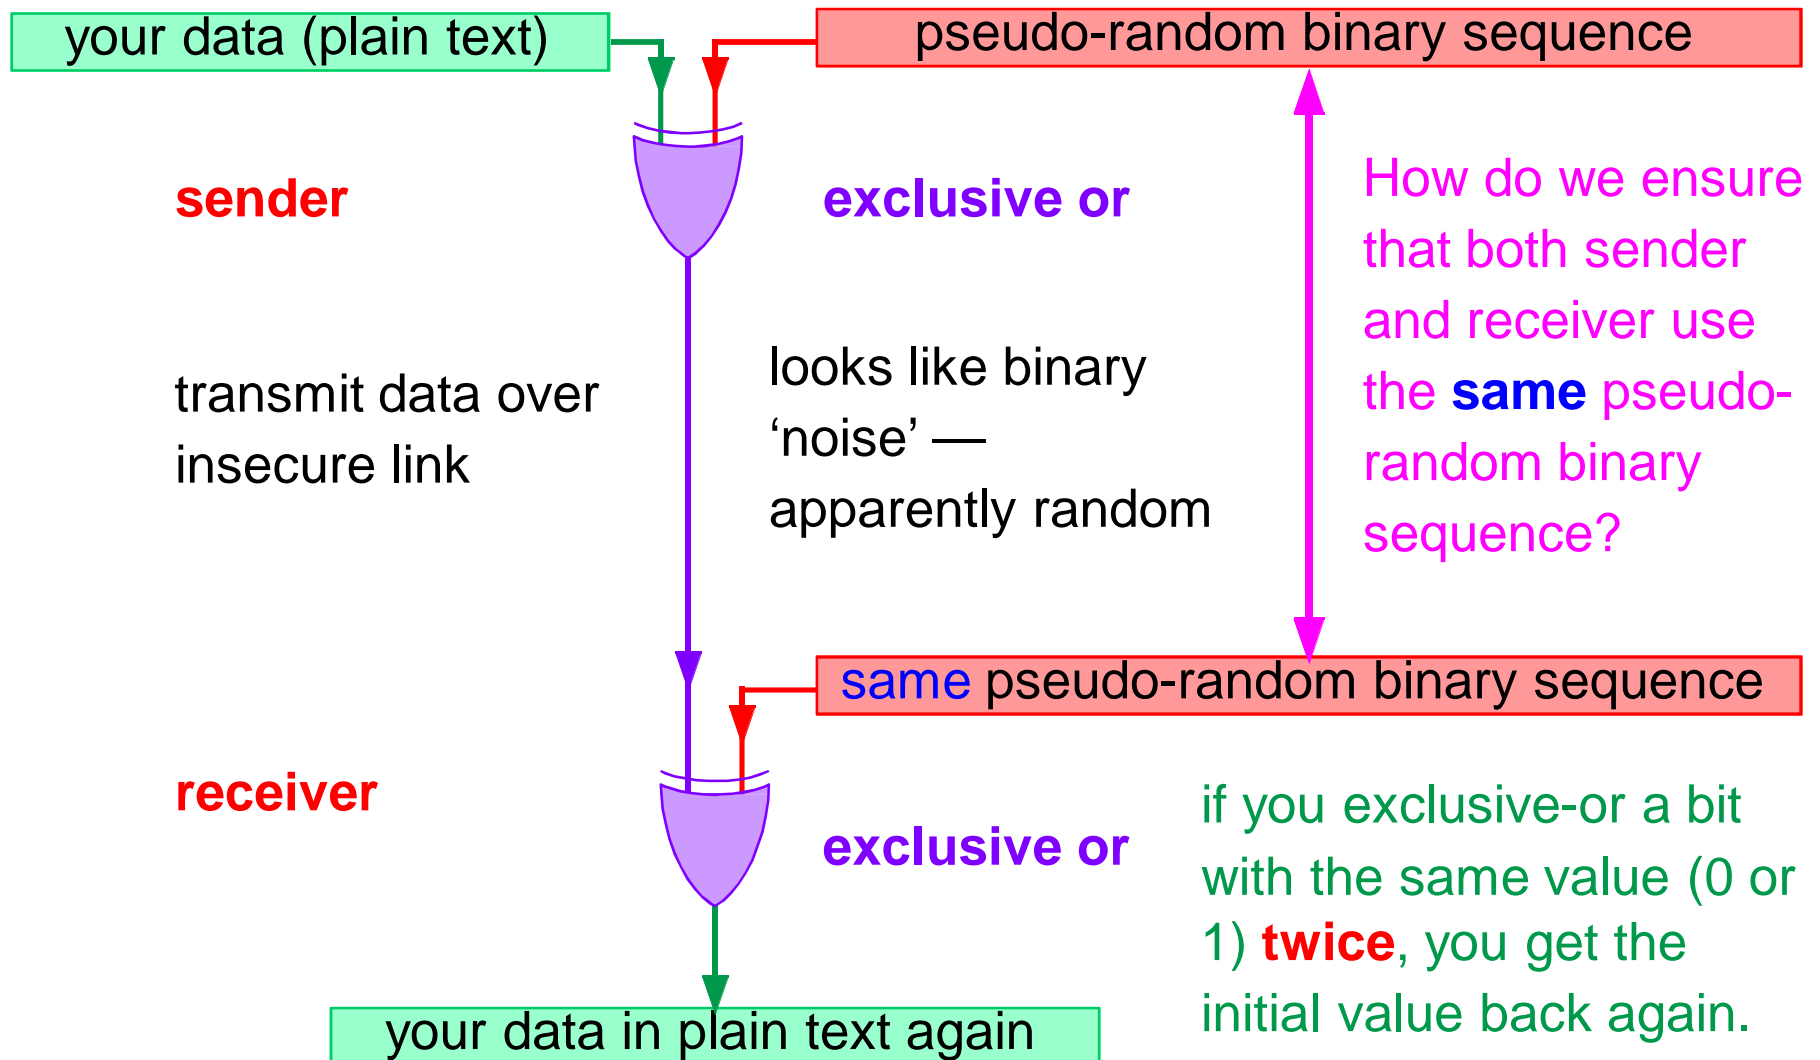 your data (plain text)
pseudo-random binary sequence
sender
exclusive or
How do we ensure
that both sender
and receiver use
the same pseudo-
random binary
sequence?
transmit data over
insecure link
looks like binary
‘noise’ —
apparently random
same pseudo-random binary sequence
receiver
exclusive or
if you exclusive-or a bit
with the same value (0 or
1) twice, you get the
initial value back again.
your data in plain text again